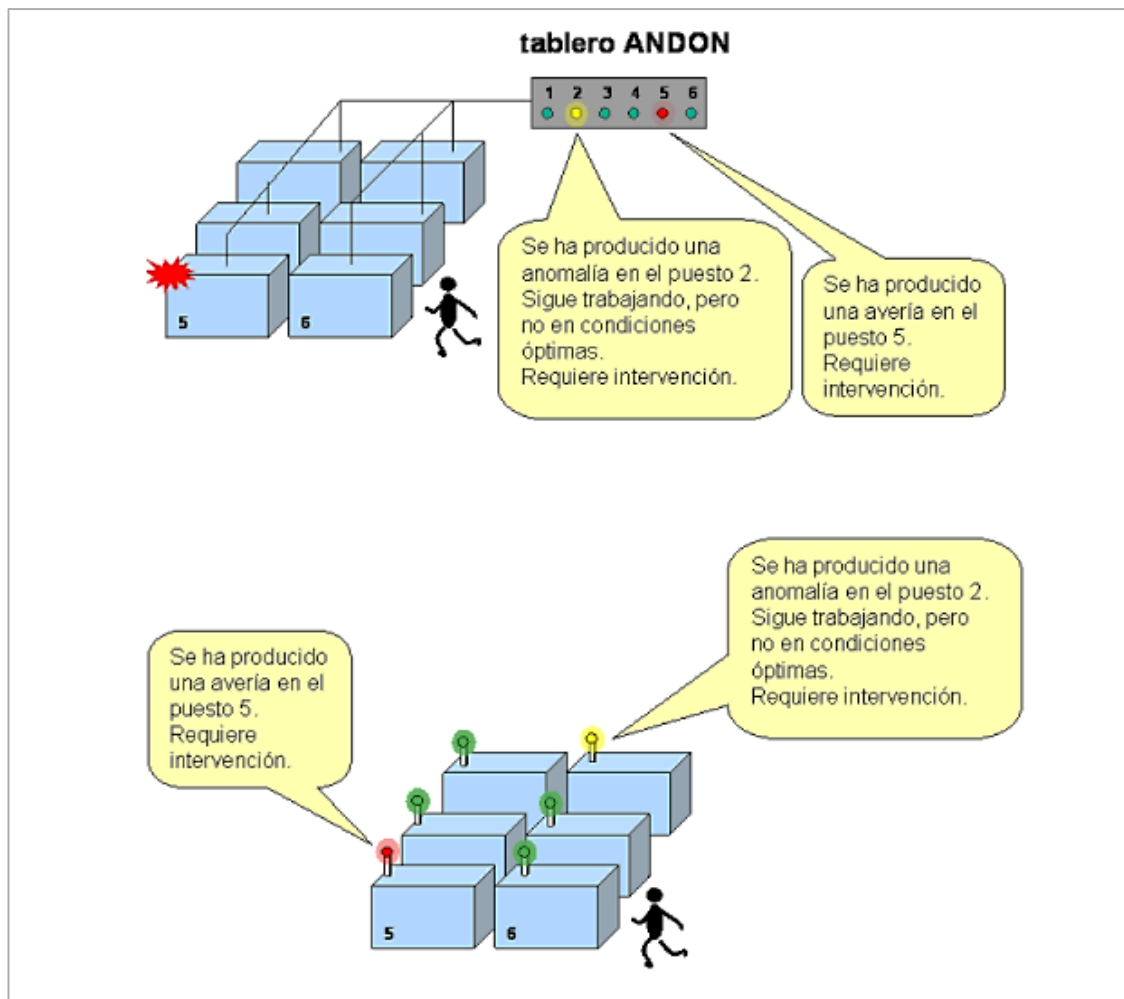 tablero ANDON
1 2 3 4 5 6
Se ha producido una
anomalía en el puesto 2.
Sigue trabajando, pero
no en condiciones
óptimas.
Requiere intervención.
Se ha producido
una avería en el
puesto 5.
Requiere
intervención.
5 6
Se ha producido una
anomalía en el puesto 2.
Sigue trabajando, pero
no en condiciones
óptimas.
Requiere intervención.
Se ha producido
una avería en el
puesto 5.
Requiere
intervención.
5 6